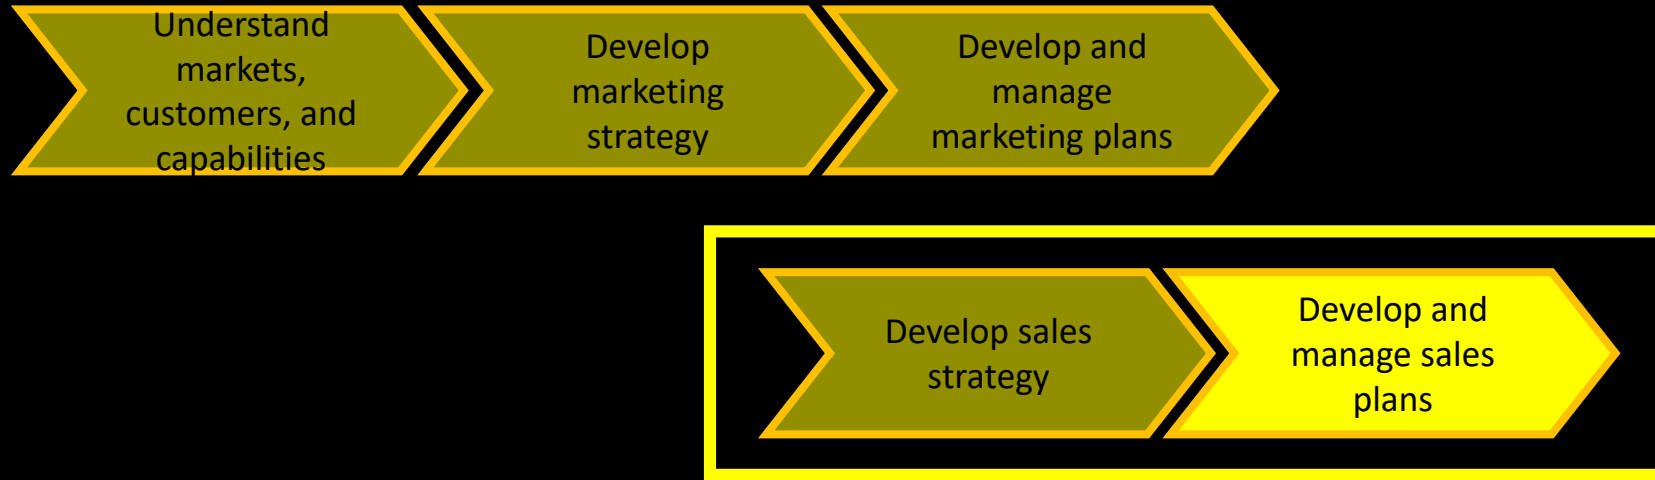 Understand
markets,
customers, and
capabilities
Develop
marketing
strategy
Develop and
manage
marketing plans
Develop sales
strategy
Develop and
manage sales
plans